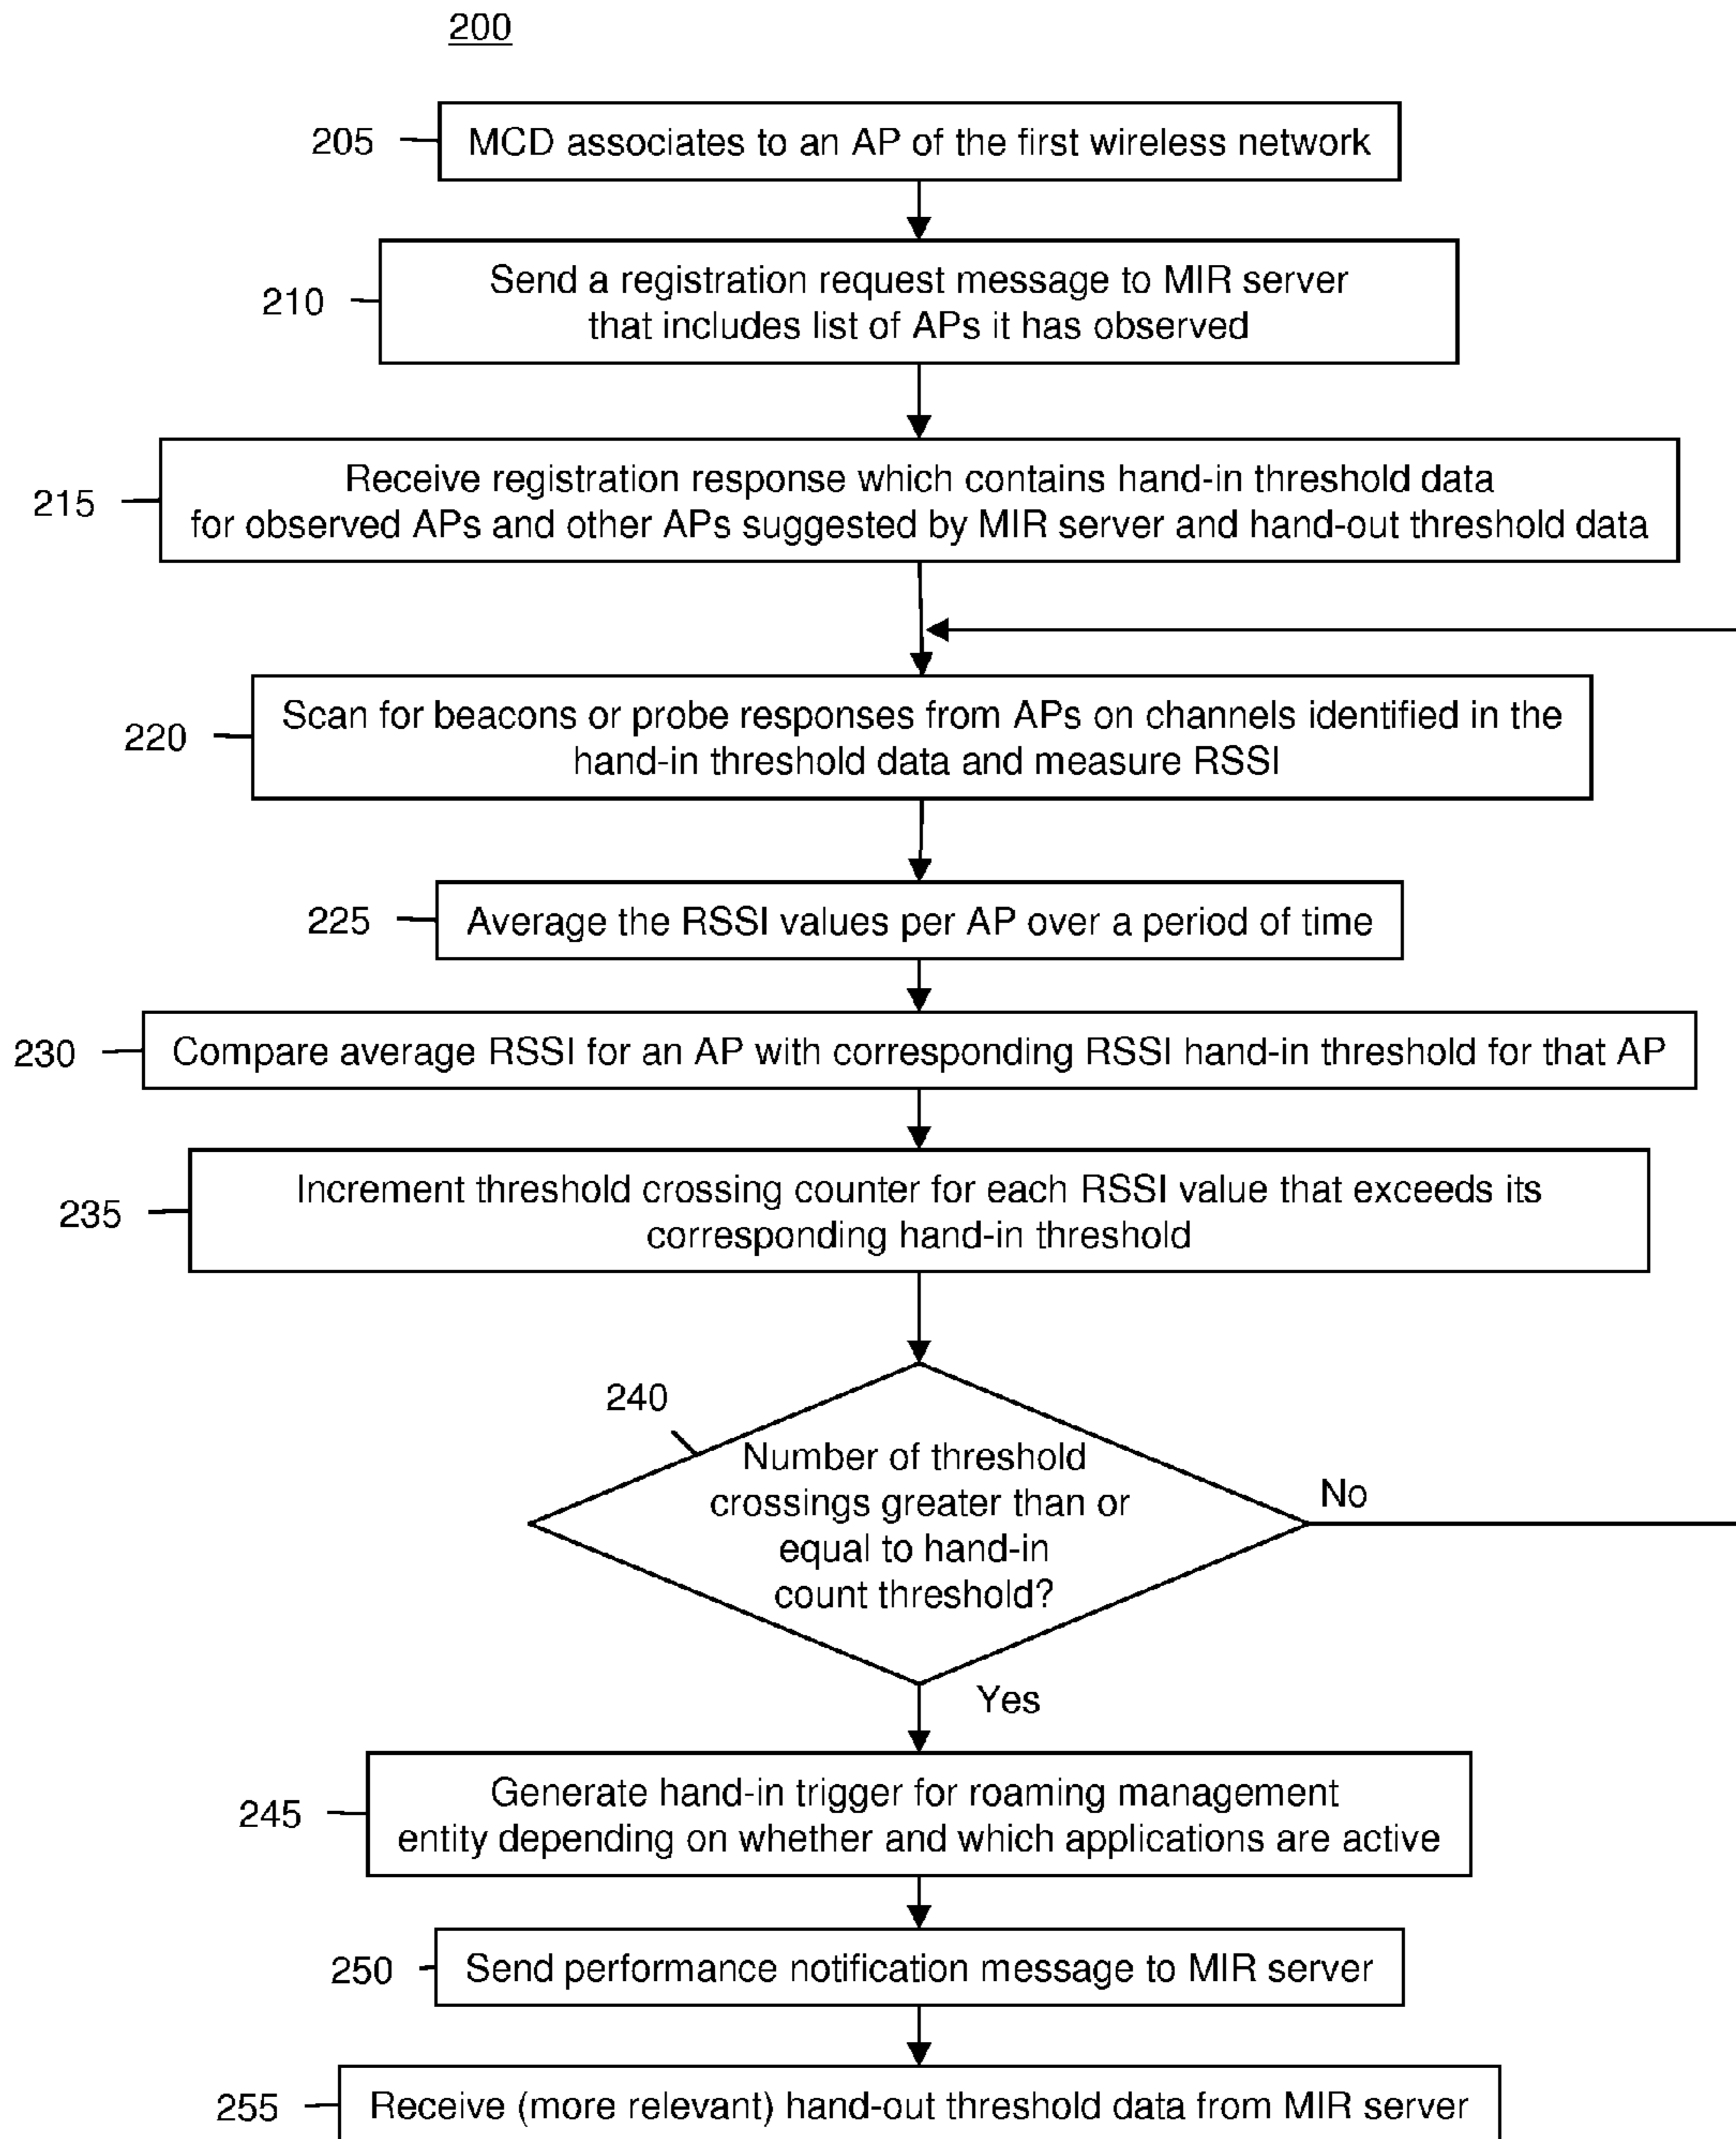 200
205
MCD associates to an AP of the first wireless network
210
Send a registration request message to MIR server
that includes list of APs it has observed
215
Receive registration response which contains hand-in threshold data
for observed APs and other APs suggested by MIR server and hand-out threshold data
220
Scan for beacons or probe responses from APs on channels identified in the
hand-in threshold data and measure RSSI
225
Average the RSSI values per AP over a period of time
230
Compare average RSSI for an AP with corresponding RSSI hand-in threshold for that AP
235
Increment threshold crossing counter for each RSSI value that exceeds its
corresponding hand-in threshold
240
Number of threshold
crossings greater than or
equal to hand-in
count threshold?
No
Yes
245
Generate hand-in trigger for roaming management
entity depending on whether and which applications are active
250
Send performance notification message to MIR server
255
Receive (more relevant) hand-out threshold data from MIR server